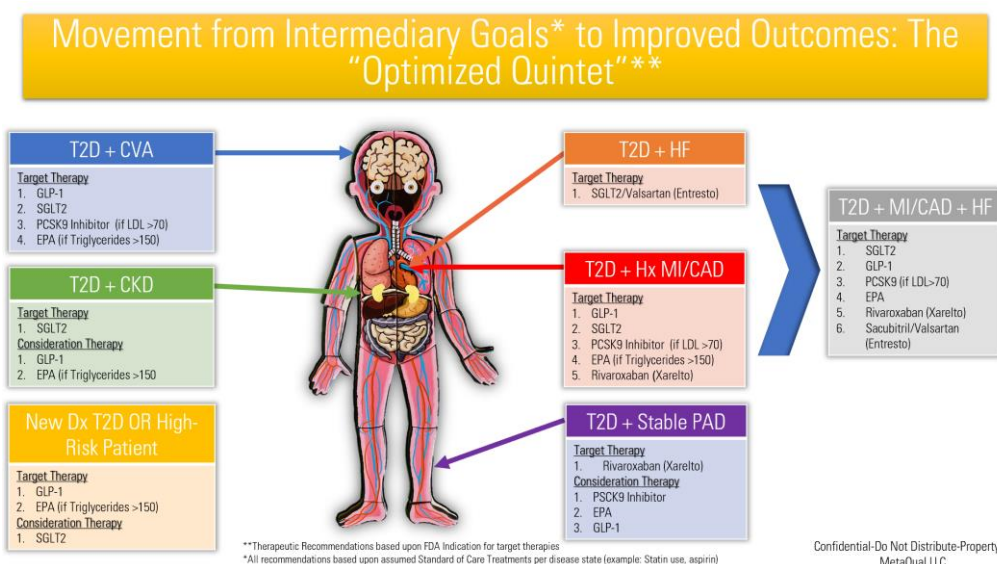 Movement from Intermediary Goals* to Improved Outcomes: The
“Optimized Quintet”**
T2D + CVA
Target Therapy
1. GLP-1
2. SGLT2
3. PCSK9 Inhibitor (if LDL >70)
4. EPA (if Triglycerides >150)
T2D + CKD
Target Therapy
1. SGLT2
Consideration Therapy
1. GLP-1
2. EPA (if Triglycerides >150
New Dx T2D OR High-
Risk Patient
Target Therapy
1. GLP-1
2. EPA (if Triglycerides >150)
Consideration Therapy
1. SGLT2
T2D + HF
Target Therapy
1. SGLT2/Valsartan (Entresto)
T2D + Hx MI/CAD
Target Therapy
1. GLP-1
2. SGLT2
3. PCSK9 Inhibitor (if LDL >70)
4. EPA (if Triglycerides >150)
5. Rivaroxaban (Xarelto)
T2D + Stable PAD
Target Therapy
1. Rivaroxaban (Xarelto)
Consideration Therapy
1. PSCK9 Inhibitor
2. EPA
3. GLP-1
T2D + MI/CAD + HF
Target Therapy
1. SGLT2
2. GLP-1
3. PCSK9 (if LDL>70)
4. EPA
5. Rivaroxaban (Xarelto)
6. Sacubitril/Valsartan
(Entresto)
**Therapeutic Recommendations based upon FDA Indication for target therapies
*All recommendations based upon assumed Standard of Care Treatments per disease state (example: Statin use, aspirin)
Confidential-Do Not Distribute-Property
MetaQual LLC